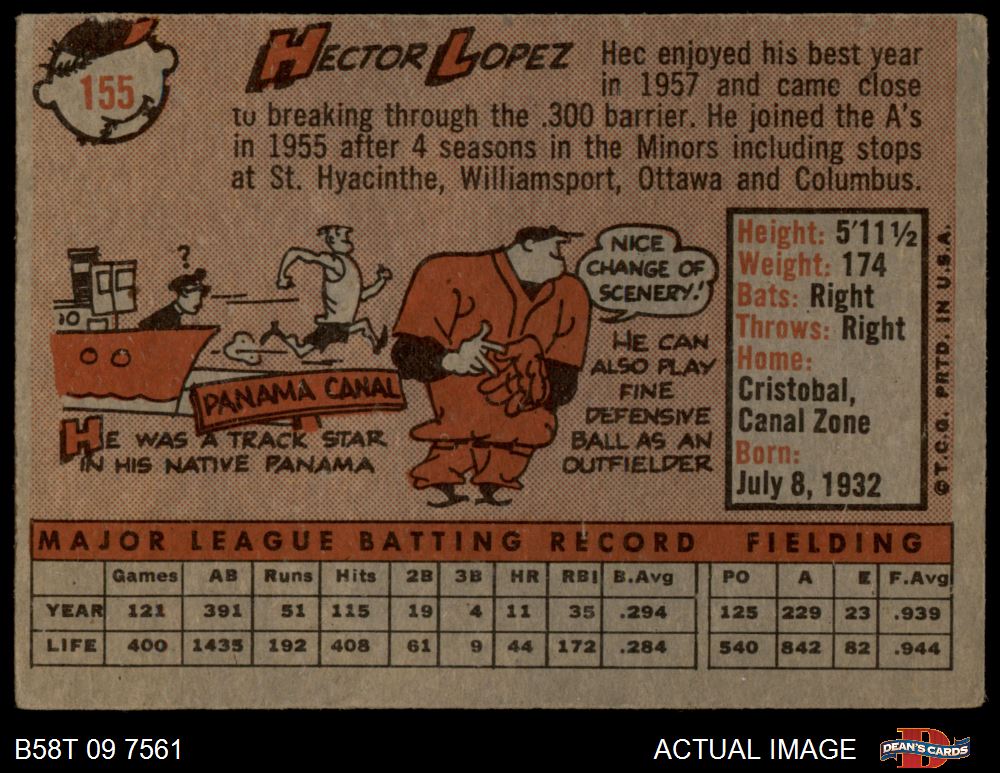 155
HECTOR LOPEZ
Hec enjoyed his best year
in 1957 and came close
to breaking through the .300 barrier. He joined the A's
in 1955 after 4 seasons in the Minors including stops
at St. Hyacinthe, Williamsport, Ottawa and Columbus.
?
PANAMA CANAL
HE WAS A TRACK STAR
IN HIS NATIVE PANAMA
NICE
CHANGE OF
SCENERY!
HE CAN
ALSO PLAY
FINE
DEFENSIVE
BALL AS AN
OUTFIELDER
Height: 5'11½
Weight: 174
Bats: Right
Throws: Right
Home:
Cristobal,
Canal Zone
Born:
July 8, 1932
© T.C.G. PRTD. IN U.S.A.
MAJOR LEAGUE BATTING RECORD FIELDING
Games AB Runs Hits 2B 3B HR RBI B.Avg PO A E F.Avg
YEAR 121 391 51 115 19 4 11 35 .294 125 229 23 .939
LIFE 400 1435 192 408 61 9 44 172 .284 540 842 82 .944
B58T 09 7561
ACTUAL IMAGE
DEAN'S CARDS